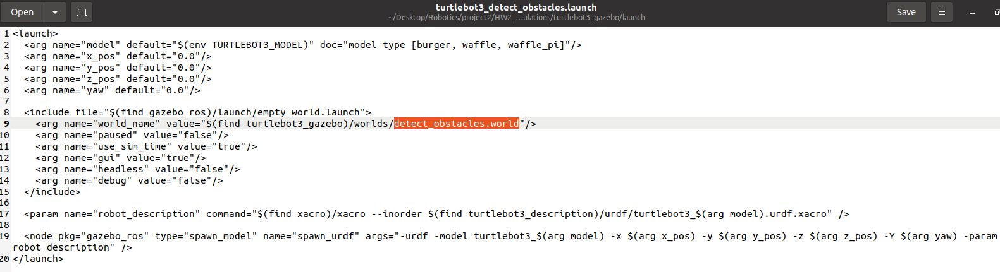 Open
turtlebot3_detect_obstacles.launch
~/Desktop/Robotics/project2/HW2_...ulations/turtlebot3_gazebo/launch
Save
1 <launch>
2 <arg name="model" default="$(env TURTLEBOT3_MODEL)" doc="model type [burger, waffle, waffle_pi]"/>
3 <arg name="x_pos" default="0.0"/>
4 <arg name="y_pos" default="0.0"/>
5 <arg name="z_pos" default="0.0"/>
6 <arg name="yaw" default="0.0"/>
7
8 <include file="$(find gazebo_ros)/launch/empty_world.launch">
9 <arg name="world_name" value="$(find turtlebot3_gazebo)/worlds/detect_obstacles.world"/>
10 <arg name="paused" value="false"/>
11 <arg name="use_sim_time" value="true"/>
12 <arg name="gui" value="true"/>
13 <arg name="headless" value="false"/>
14 <arg name="debug" value="false"/>
15 </include>
16
17 <param name="robot_description" command="$(find xacro)/xacro --inorder $(find turtlebot3_description)/urdf/turtlebot3_$(arg model).urdf.xacro" />
18
19 <node pkg="gazebo_ros" type="spawn_model" name="spawn_urdf" args="-urdf -model turtlebot3_$(arg model) -x $(arg x_pos) -y $(arg y_pos) -z $(arg z_pos) -Y $(arg yaw) -param
robot_description" />
20 </launch>